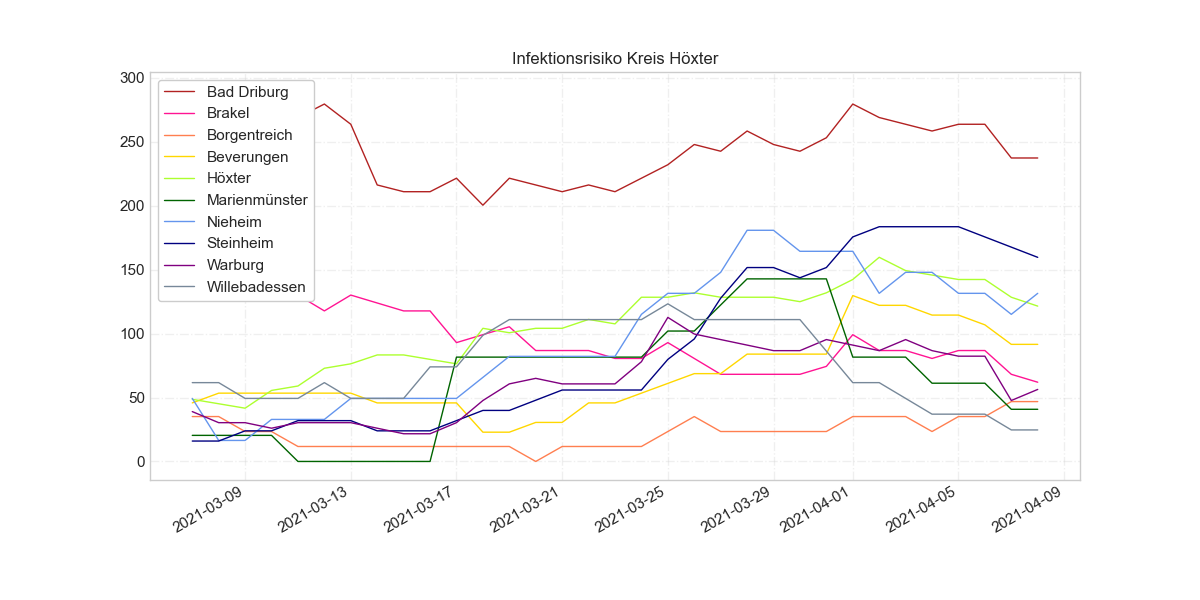 Infektionsrisiko Kreis Höxter
300
250
200
150
100
50
0
Bad Driburg
Brakel
Borgentreich
Beverungen
Höxter
Marienmünster
Nieheim
Steinheim
Warburg
Willebadessen
2021-03-09
2021-03-13
2021-03-17
2021-03-21
2021-03-25
2021-03-29
2021-04-01
2021-04-05
2021-04-09